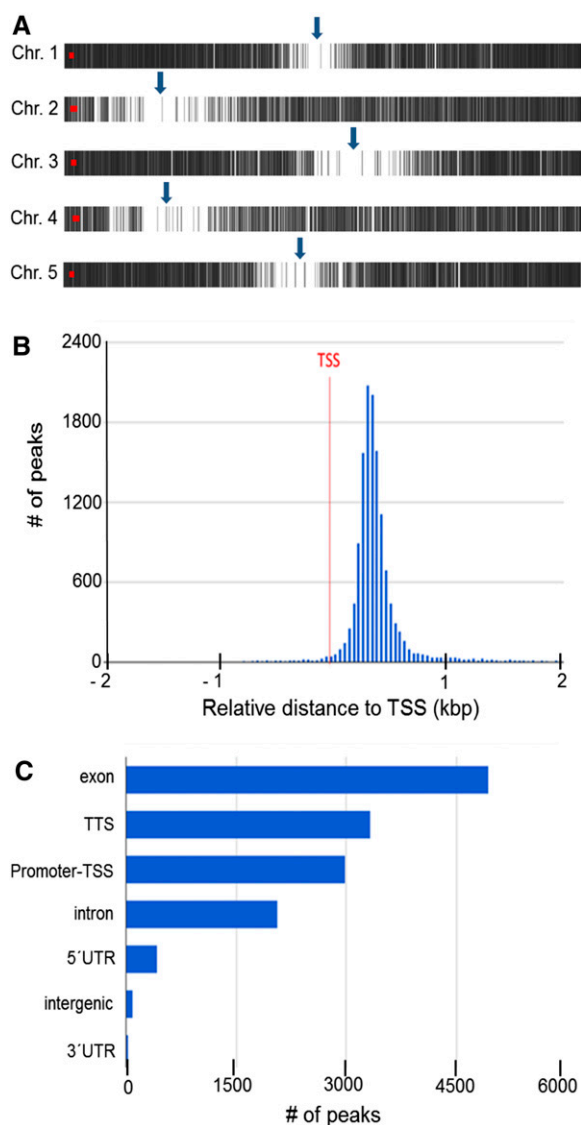 A
Chr. 1
Chr. 2
Chr. 3
Chr. 4
Chr. 5
B
# of peaks
2400
1800
1200
600
0
TSS
- 2
- 1
1
2
Relative distance to TSS (kbp)
C
exon
TTS
Promoter-TSS
intron
5´UTR
intergenic
3´UTR
0
1500
3000
4500
6000
# of peaks